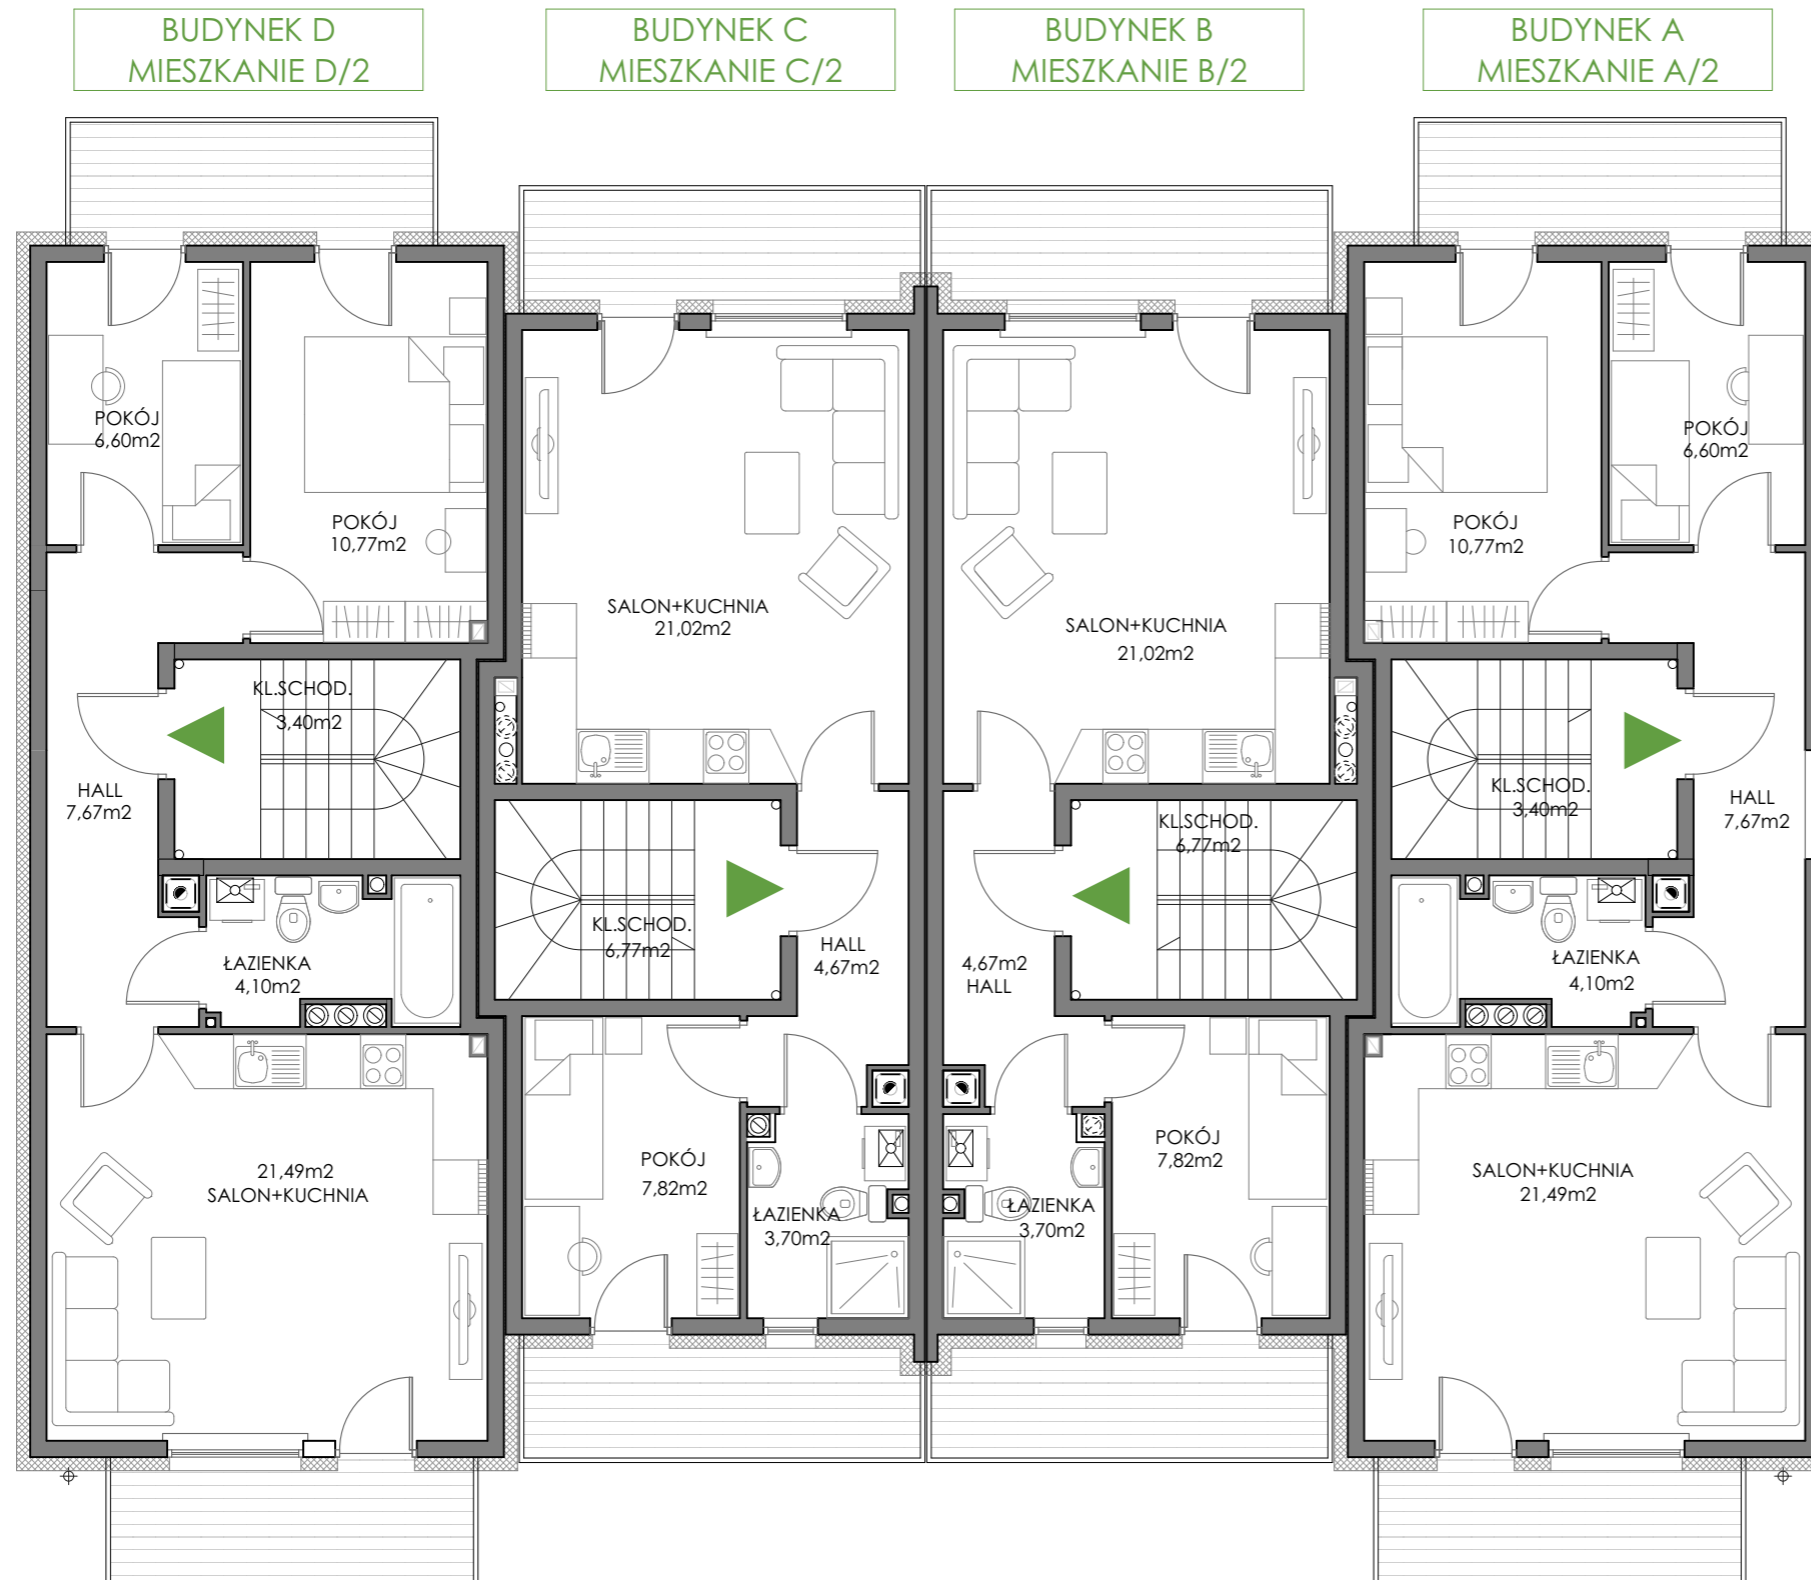 BUDYNEK D
MIESZKANIE D/2
BUDYNEK C
MIESZKANIE C/2
BUDYNEK B
MIESZKANIE B/2
BUDYNEK A
MIESZKANIE A/2
POKÓJ
6,60m2
POKÓJ
10,77m2
KL.SCHOD.
3,40m2
HALL
7,67m2
ŁAZIENKA
4,10m2
21,49m2
SALON+KUCHNIA
SALON+KUCHNIA
21,02m2
KL.SCHOD.
6,77m2
HALL
4,67m2
POKÓJ
7,82m2
ŁAZIENKA
3,70m2
SALON+KUCHNIA
21,02m2
KL.SCHOD.
6,77m2
4,67m2
HALL
POKÓJ
7,82m2
ŁAZIENKA
3,70m2
POKÓJ
10,77m2
POKÓJ
6,60m2
KL.SCHOD.
3,40m2
HALL
7,67m2
ŁAZIENKA
4,10m2
SALON+KUCHNIA
21,49m2